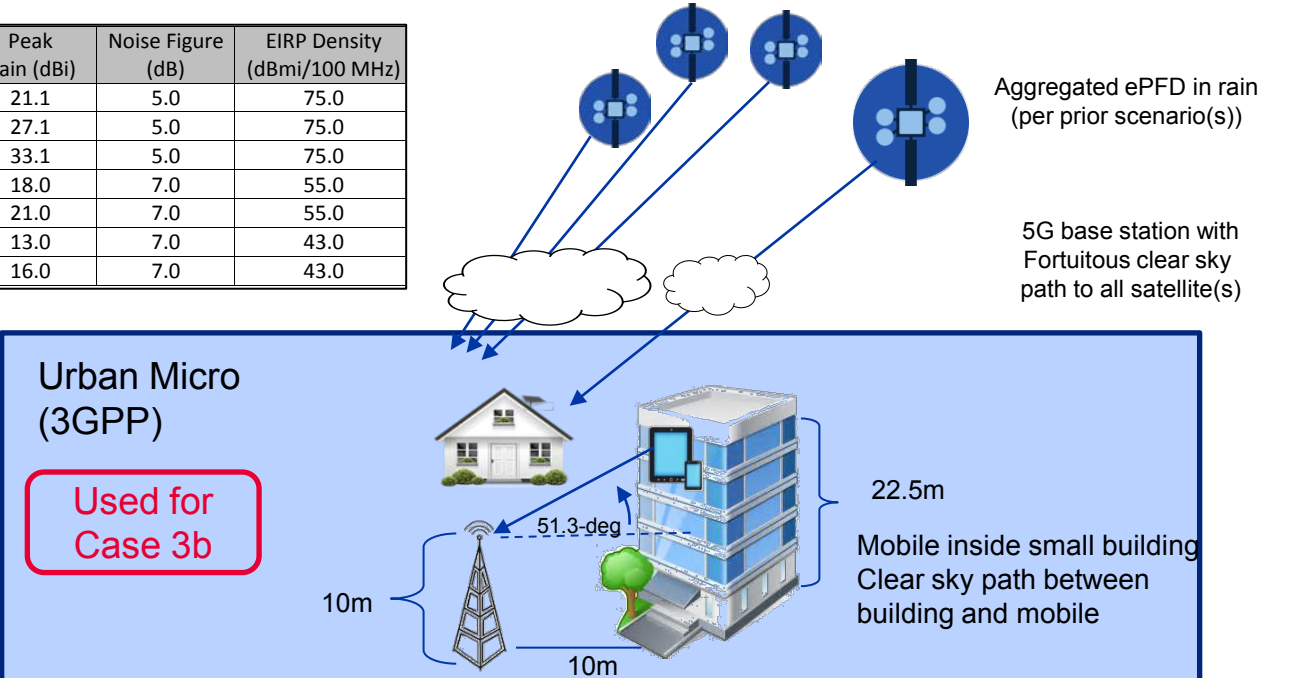 Peak Noise Figure EIRP Density
ain (dBi) (dB) (dBmi/100 MHz)
21.1 5.0 75.0
27.1 5.0 75.0
33.1 5.0 75.0
18.0 7.0 55.0
21.0 7.0 55.0
13.0 7.0 43.0
16.0 7.0 43.0
Aggregated ePFD in rain
(per prior scenario(s))
5G base station with
Fortuitous clear sky
path to all satellite(s)
Urban Micro
(3GPP)
Used for
Case 3b
51.3-deg
22.5m
Mobile inside small building
Clear sky path between
building and mobile
10m
10m